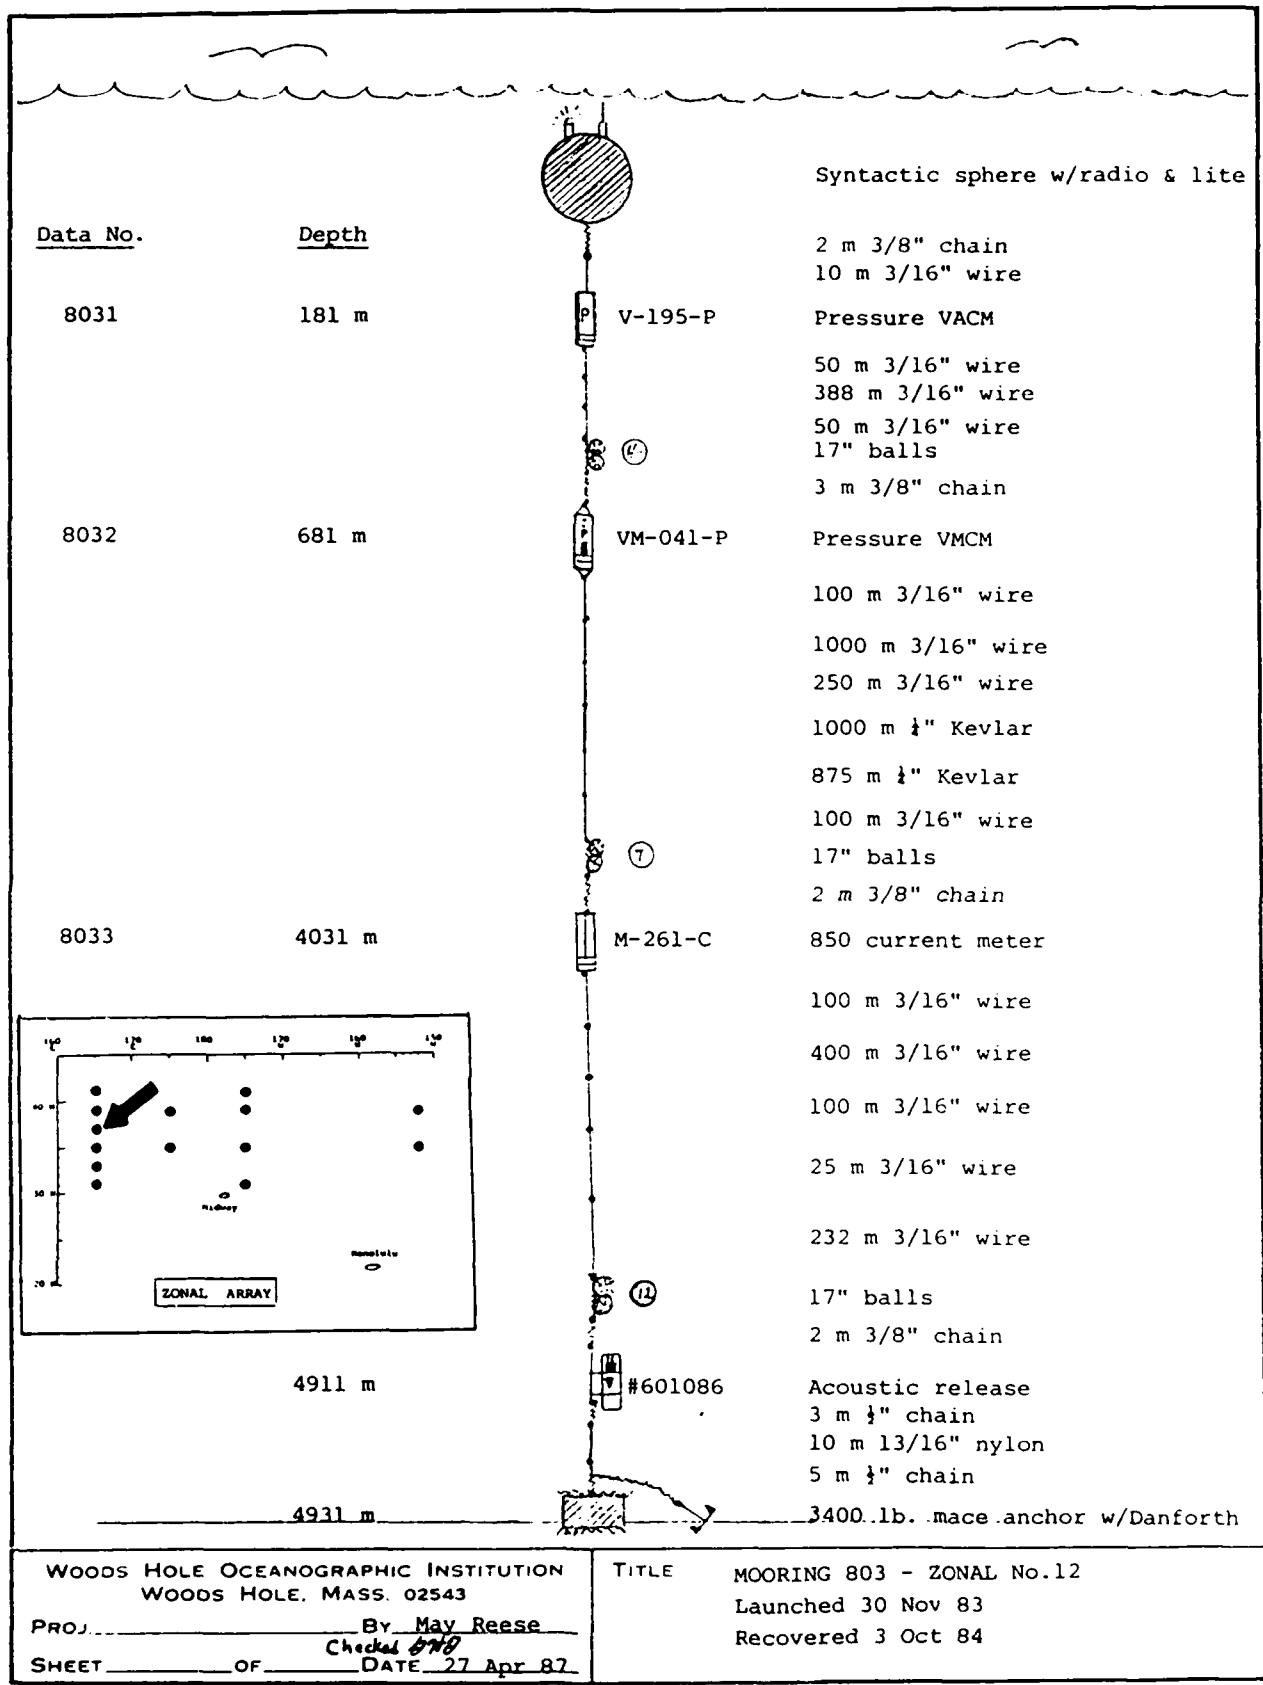 Syntactic sphere w/radio & lite
Data No. Depth
2 m 3/8" chain
10 m 3/16" wire
8031 181 m V-195-P Pressure VACM
50 m 3/16" wire
388 m 3/16" wire
50 m 3/16" wire
17" balls
3 m 3/8" chain
8032 681 m VM-041-P Pressure VMCM
100 m 3/16" wire
1000 m 3/16" wire
250 m 3/16" wire
1000 m " Kevlar
875 m " Kevlar
100 m 3/16" wire
7 17" balls
2 m 3/8" chain
8033 4031 m M-261-C 850 current meter
100 m 3/16" wire
400 m 3/16" wire
100 m 3/16" wire
25 m 3/16" wire
232 m 3/16" wire
12 17" balls
2 m 3/8" chain
180
Midway
Honolulu
ZONAL ARRAY
4911 m #601086 Acoustic release
3 m ½" chain
10 m 13/16" nylon
5 m ½" chain
4931 m 3400 lb. mace anchor w/Danforth
WOODS HOLE OCEANOGRAPHIC INSTITUTION
WOODS HOLE, MASS. 02543
PROJ. BY May Reese
Checked
SHEET OF DATE 27 Apr 87
TITLE MOORING 803 - ZONAL No.12
Launched 30 Nov 83
Recovered 3 Oct 84